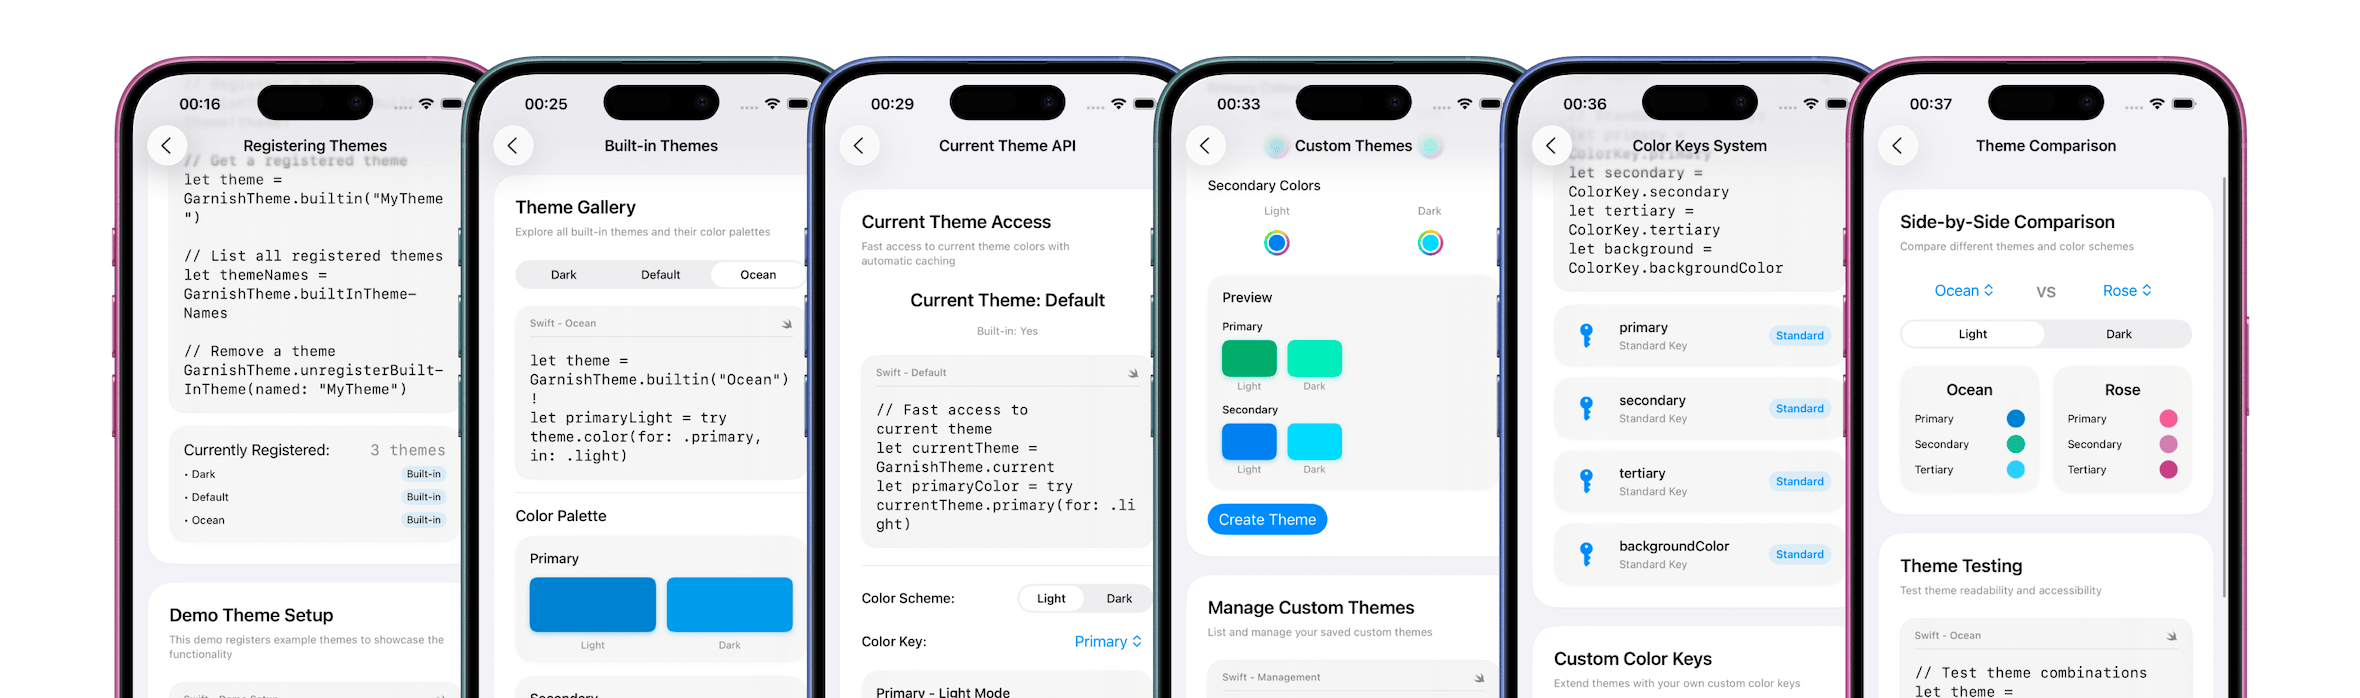 00:16
Registering Themes
// Get a registered theme
let theme =
GarnishTheme.builtin("MyTheme
")
// List all registered themes
let themeNames =
GarnishTheme.builtInTheme-
Names
// Remove a theme
GarnishTheme.unregisterBuilt-
InTheme(named: "MyTheme")
Currently Registered: 3 themes
• Dark Built-in
• Default Built-in
• Ocean Built-in
Demo Theme Setup
This demo registers example themes to showcase the
functionality
Swift - Demo Setup
00:25
Built-in Themes
Theme Gallery
Explore all built-in themes and their color palettes
Dark Default Ocean
Swift - Ocean
let theme =
GarnishTheme.builtin("Ocean")
!
let primaryLight = try
theme.color(for: .primary,
in: .light)
Color Palette
Primary
Light Dark
Secondary
00:29
Current Theme API
Current Theme Access
Fast access to current theme colors with
automatic caching
Current Theme: Default
Built-in: Yes
Swift - Default
// Fast access to
current theme
let currentTheme =
GarnishTheme.current
let primaryColor = try
currentTheme.primary(for: .li
ght)
Color Scheme: Light Dark
Color Key: Primary
Primary - Light Mode
00:33
Custom Themes
Secondary Colors
Light Dark
Preview
Primary
Light Dark
Secondary
Light Dark
Create Theme
Manage Custom Themes
List and manage your saved custom themes
Swift - Management
00:36
Color Keys System
let primary =
ColorKey.primary
let secondary =
ColorKey.secondary
let tertiary =
ColorKey.tertiary
let background =
ColorKey.backgroundColor
primary
Standard Key
Standard
secondary
Standard Key
Standard
tertiary
Standard Key
Standard
backgroundColor
Standard Key
Standard
Custom Color Keys
Extend themes with your own custom color keys
00:37
Theme Comparison
Side-by-Side Comparison
Compare different themes and color schemes
Ocean VS Rose
Light Dark
Ocean
Primary
Secondary
Tertiary
Rose
Primary
Secondary
Tertiary
Theme Testing
Test theme readability and accessibility
Swift - Ocean
// Test theme combinations
let theme =